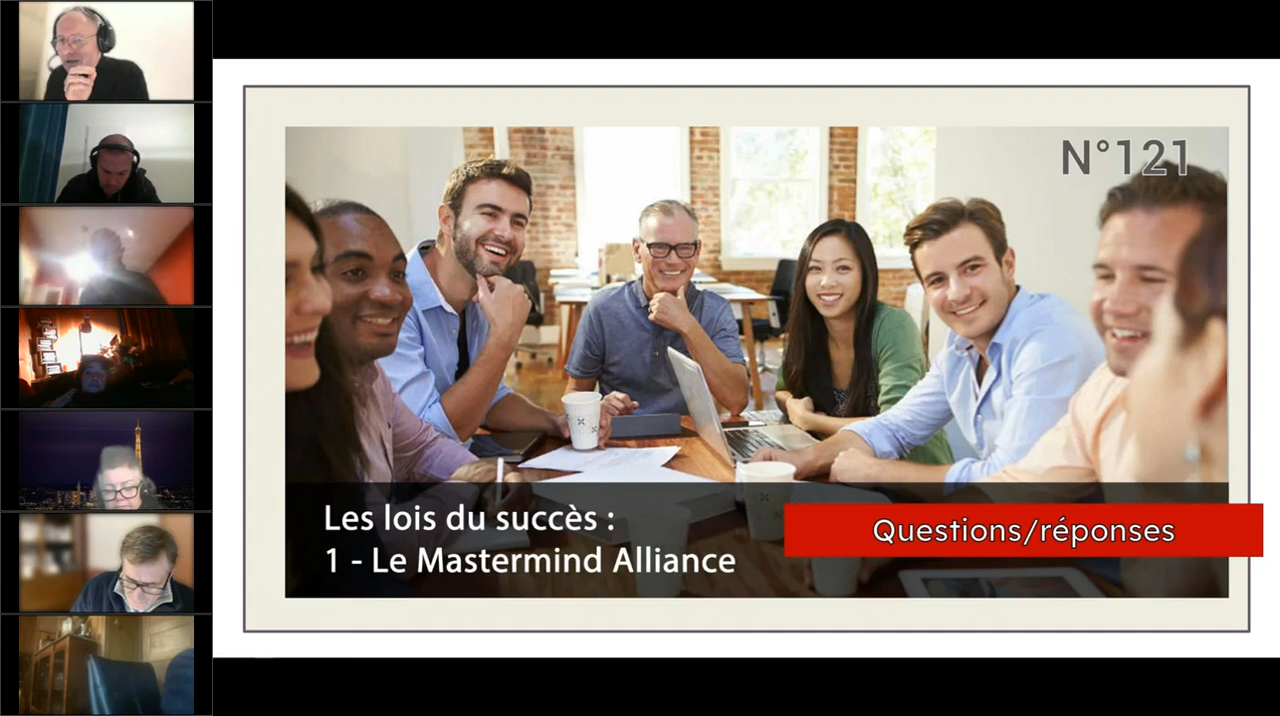 N°121
Les lois du succès :
1 - Le Mastermind Alliance
Questions/réponses